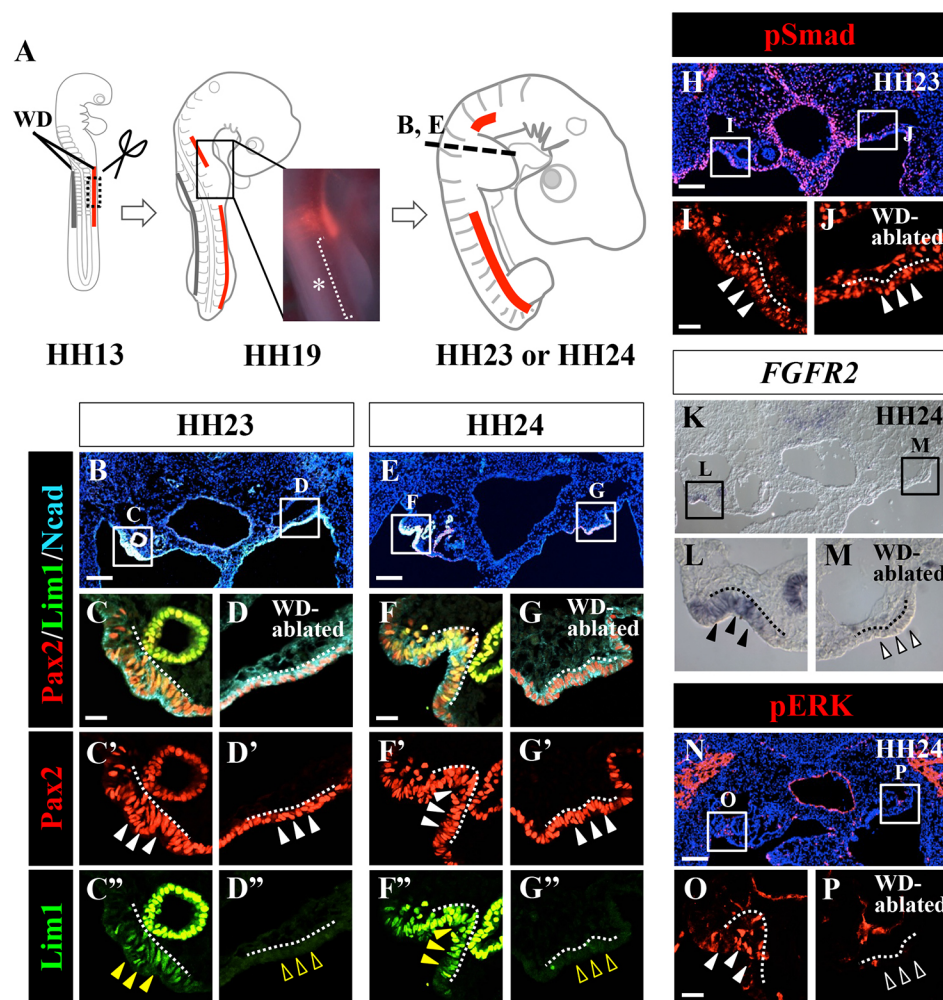 A
WD
B, E
*
HH13
HH19
HH23 or HH24
HH23
HH24
Pax2/Lim1/Ncad
B
C
D
E
F
G
C
D
WD-
ablated
F
G
WD-
ablated
Pax2
C’
D’
F’
G’
Lim1
C”
D”
F”
G”
pSmad
H
HH23
I
J
I
J
WD-
ablated
FGFR2
K
HH24
L
M
L
M
WD-
ablated
pERK
N
HH24
O
P
O
P
WD-
ablated